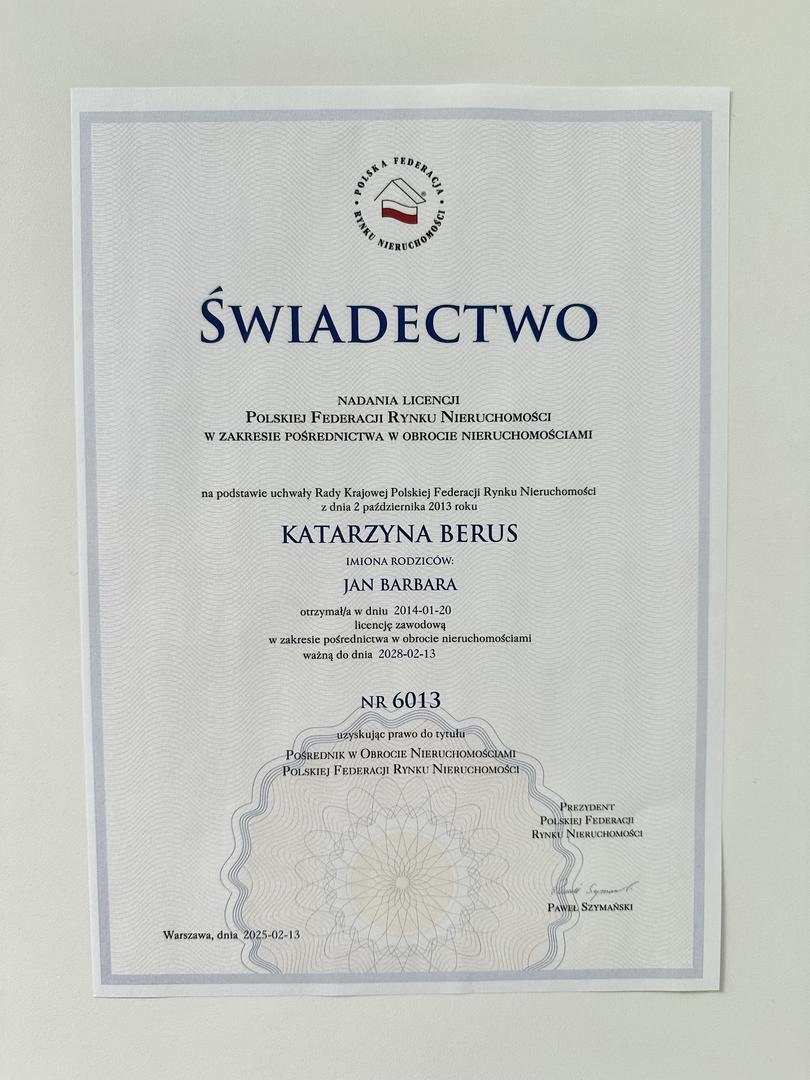 POLSKA FEDERACJA
RYNKU NIERUCHOMOŚCI
®
ŚWIADECTWO
NADANIA LICENCJI
POLSKIEJ FEDERACJI RYNKU NIERUCHOMOŚCI
W ZAKRESIE POŚREDNICTWA W OBROCIE NIERUCHOMOŚCIAMI
na podstawie uchwały Rady Krajowej Polskiej Federacji Rynku Nieruchomości
z dnia 2 października 2013 roku
KATARZYNA BERUS
IMIONA RODZICÓW:
JAN BARBARA
otrzymał/a w dniu 2014-01-20
licencję zawodową
w zakresie pośrednictwa w obrocie nieruchomościami
ważną do dnia 2028-02-13
NR 6013
uzyskując prawo do tytułu
POŚREDNIK W OBROCIE NIERUCHOMOŚCIAMI
POLSKIEJ FEDERACJI RYNKU NIERUCHOMOŚCI
PREZYDENT
POLSKIEJ FEDERACJI
RYNKU NIERUCHOMOŚCI
PAWEŁ SZYMAŃSKI
Warszawa, dnia 2025-02-13